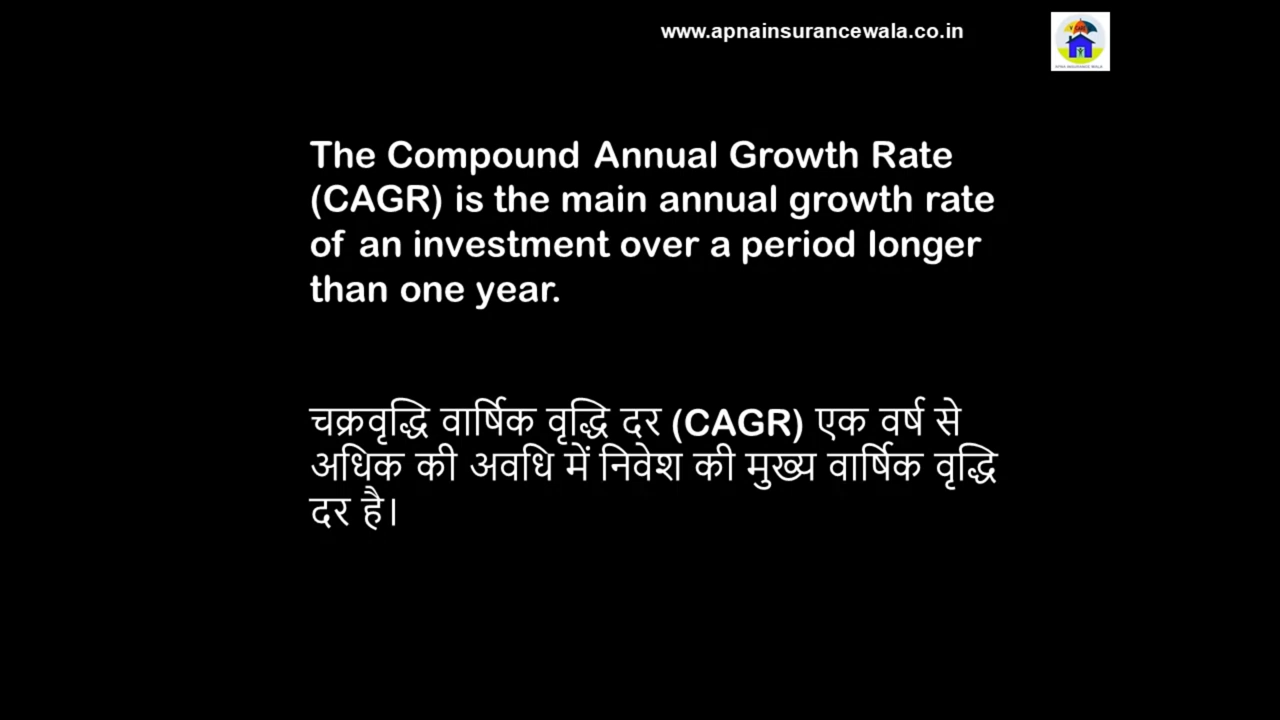 www.apnainsurancewala.co.in
The Compound Annual Growth Rate
(CAGR) is the main annual growth rate
of an investment over a period longer
than one year.
चक्रवृद्धि वार्षिक वृद्धि दर (CAGR) एक वर्ष से
अधिक की अवधि में निवेश की मुख्य वार्षिक वृद्धि
दर है।